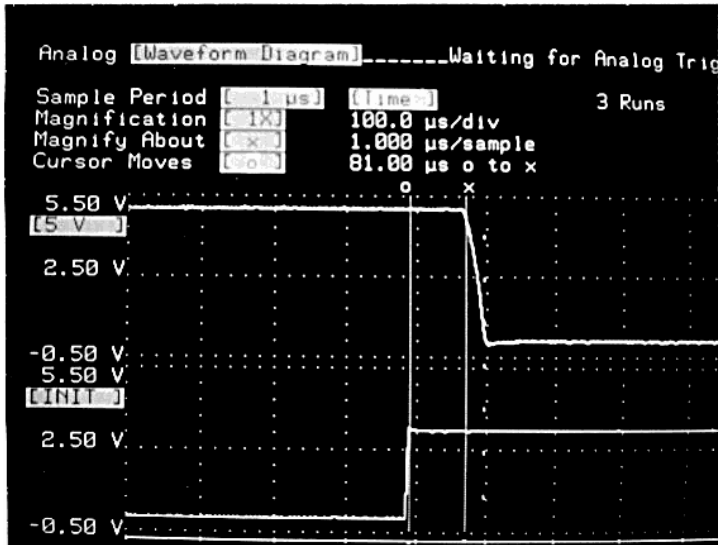 Analog [Waveform Diagram]_______Waiting for Analog Trig
Sample Period [ 1 µs] [Time ] 3 Runs
Magnification [ 1X] 100.0 µs/div
Magnify About [ x ] 1.000 µs/sample
Cursor Moves [ o ] 81.00 µs o to x
o x
5.50 V
[5 V ]
2.50 V
-0.50 V
5.50 V
[INIT ]
2.50 V
-0.50 V